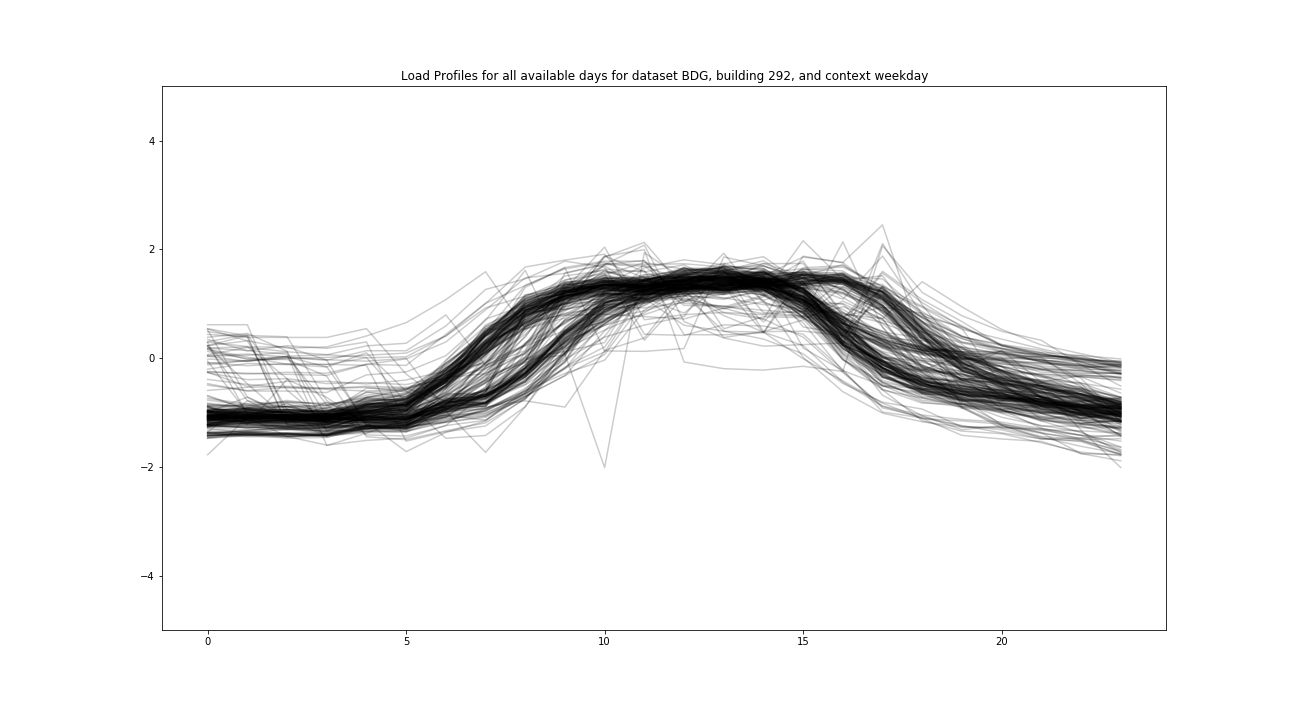 Load Profiles for all available days for dataset BDG, building 292, and context weekday
4
2
0
−2
−4
0 5 10 15 20